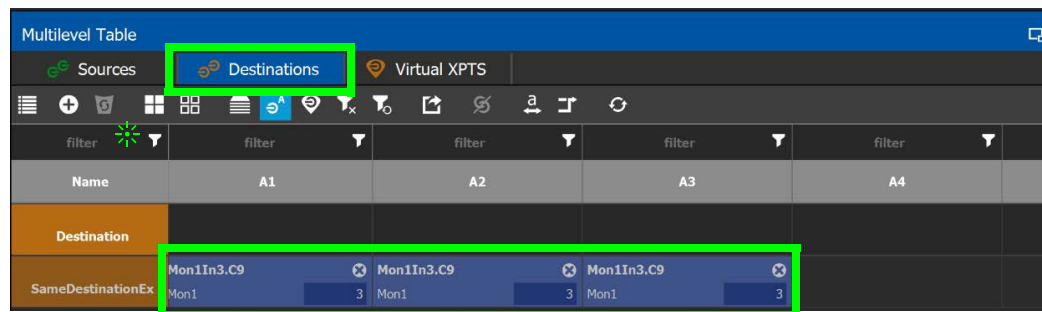 Multilevel Table
Sources Destinations Virtual XPTS
a
filter filter filter filter filter
Name A1 A2 A3 A4
Destination
Mon1In3.C9 Mon1In3.C9 Mon1In3.C9
SameDestinationEx Mon1 3 Mon1 3 Mon1 3